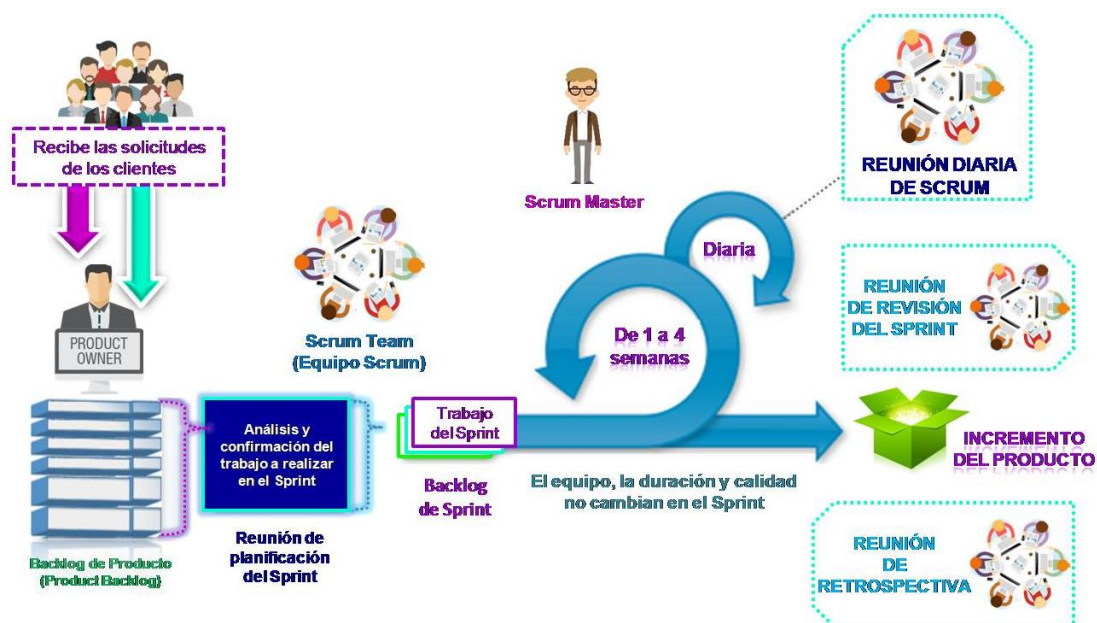 Recibe las solicitudes
de los clientes
PRODUCT
OWNER
Backlog de Producto
(Product Backlog)
Análisis y
confirmación del
trabajo a realizar
en el Sprint
Reunión de
planificación
del Sprint
Scrum Team
(Equipo Scrum)
Trabajo
del Sprint
Backlog
de Sprint
Scrum Master
Diaria
De 1 a 4
semanas
El equipo, la duración y calidad
no cambian en el Sprint
REUNIÓN DIARIA
DE SCRUM
REUNIÓN
DE REVISIÓN
DEL SPRINT
INCREMENTO
DEL PRODUCTO
REUNIÓN
DE
RETROSPECTIVA